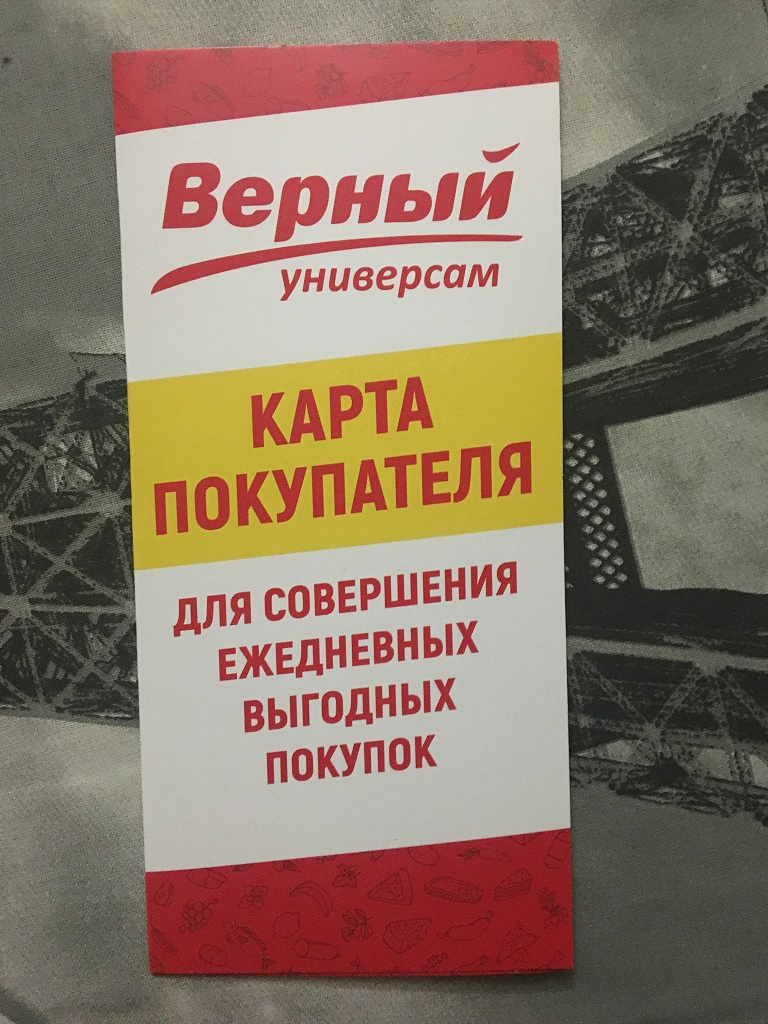 Верный
универсам
КАРТА
ПОКУПАТЕЛЯ
ДЛЯ СОВЕРШЕНИЯ
ЕЖЕДНЕВНЫХ
ВЫГОДНЫХ
ПОКУПОК